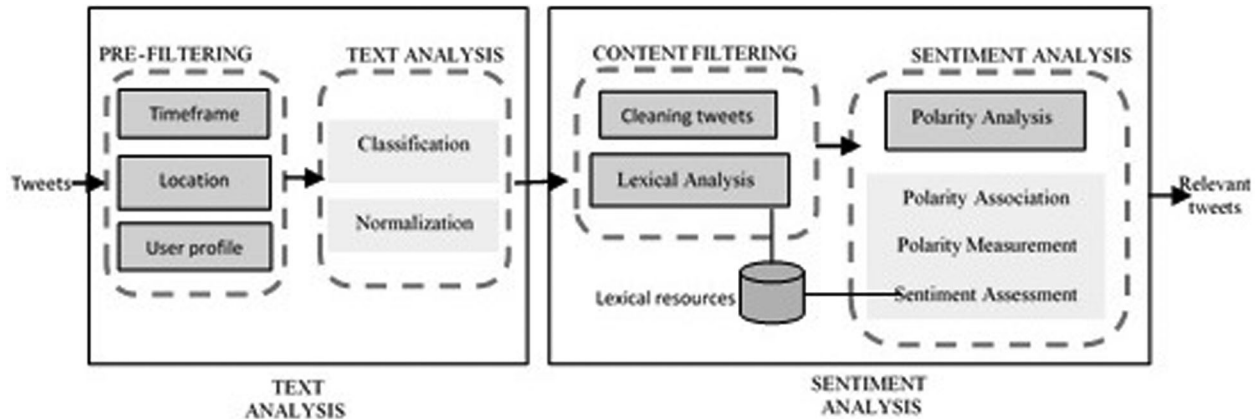 Tweets
PRE-FILTERING
Timeframe
Location
User profile
TEXT ANALYSIS
Classification
Normalization
TEXT
ANALYSIS
CONTENT FILTERING
Cleaning tweets
Lexical Analysis
Lexical resources
SENTIMENT ANALYSIS
Polarity Analysis
Polarity Association
Polarity Measurement
Sentiment Assessment
SENTIMENT
ANALYSIS
Relevant
tweets